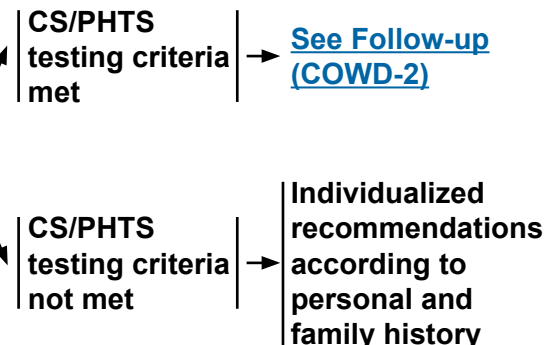 CS/PHTS
testing criteria
met
See Follow-up
(COWD-2)
CS/PHTS
testing criteria
not met
Individualized
recommendations
according to
personal and
family history